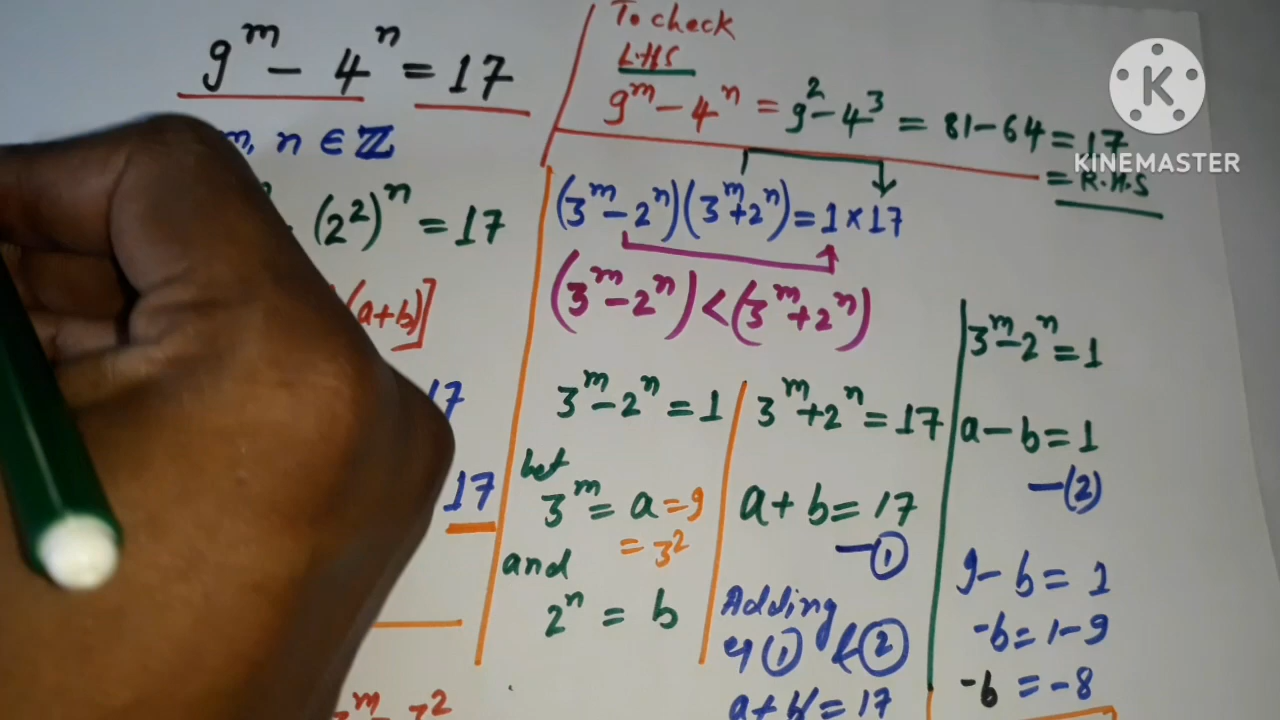 9^m - 4^n = 17
m, n ∈ ℤ
(2^2)^n = 17
(a+b)]
17
17
To check
L.H.S
9^m - 4^n = 9^2 - 4^3 = 81 - 64 = 17
= R.H.S
KINEMASTER
(3^m - 2^n)(3^m + 2^n) = 1 × 17
(3^m - 2^n) < (3^m + 2^n)
3^m - 2^n = 1
let
3^m = a = 9
= 3^2
and
2^n = b
3^m + 2^n = 17
a + b = 17
—①
Adding
①  & ②
a + b = 17
3^m - 2^n = 1
a - b = 1
—(2)
9 - b = 1
-b = 1 - 9
-b = -8